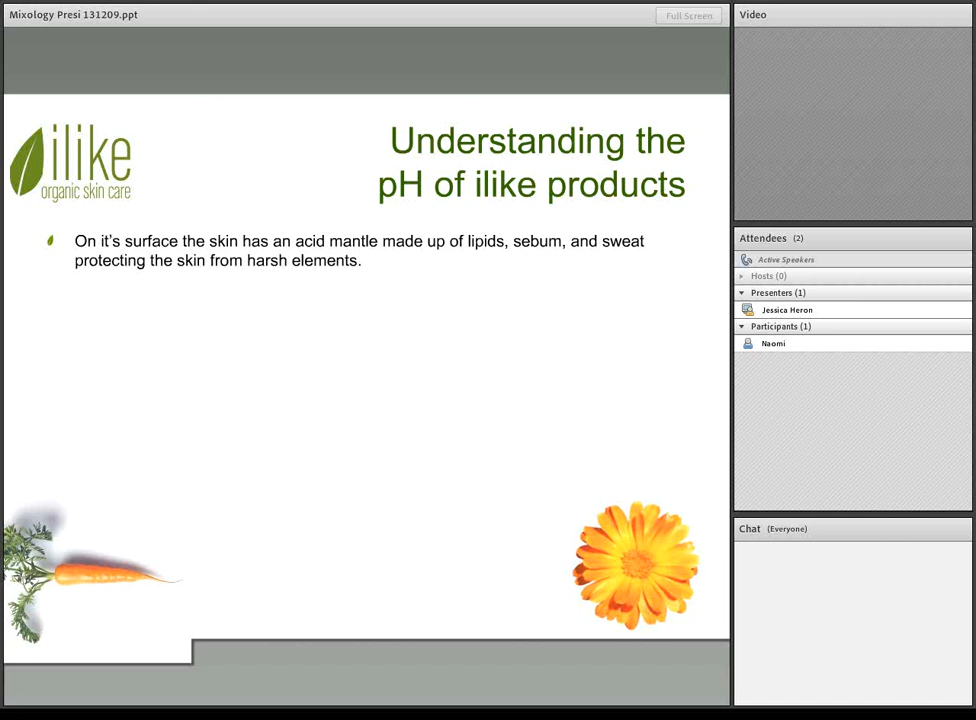 Mixology Presi 131209.ppt
Full Screen
ilike
organic skin care
Understanding the
pH of ilike products
On it's surface the skin has an acid mantle made up of lipids, sebum, and sweat
protecting the skin from harsh elements.
Video
Attendees (2)
Active Speakers
Hosts (0)
Presenters (1)
Jessica Heron
Participants (1)
Naomi
Chat (Everyone)